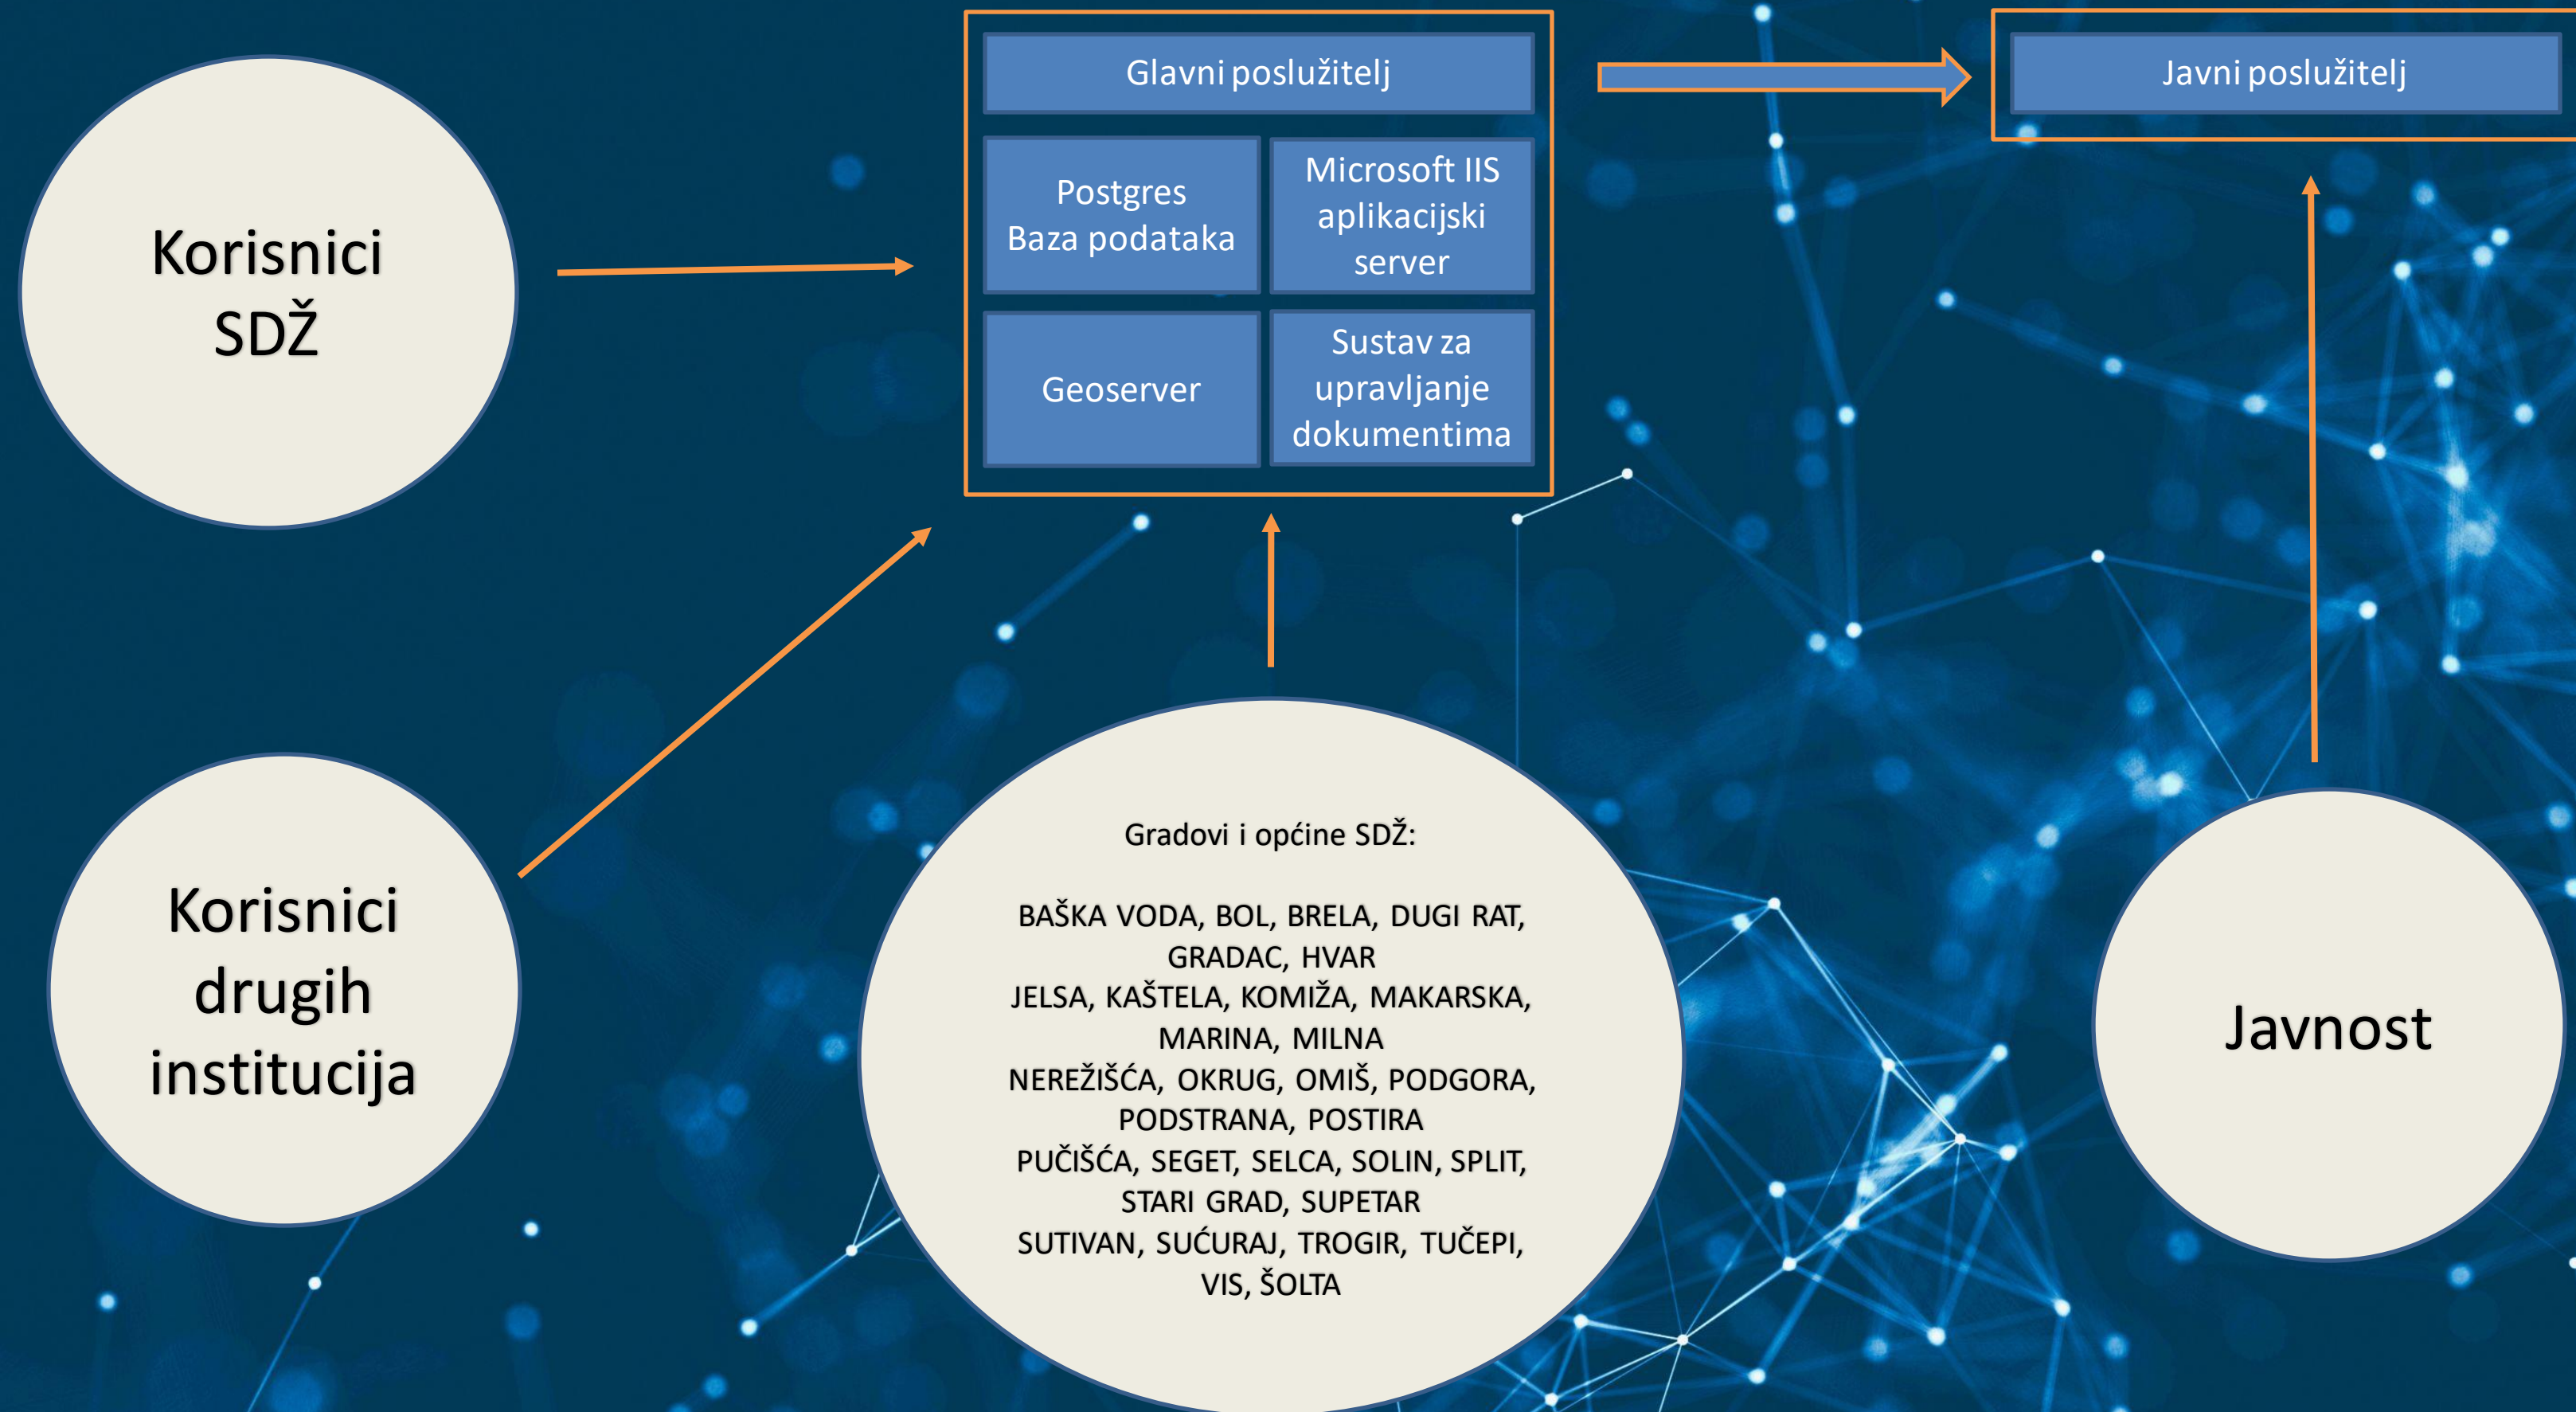 Glavni poslužitelj
Javni poslužitelj
Postgres
Baza podataka
Microsoft IIS
aplikacijski
server
Geoserver
Sustav za
upravljanje
dokumentima
Korisnici
SDŽ
Korisnici
drugih
institucija
Gradovi i općine SDŽ:
BAŠKA VODA, BOL, BRELA, DUGI RAT,
GRADAC, HVAR
JELSA, KAŠTELA, KOMIŽA, MAKARSKA,
MARINA, MILNA
NEREŽIŠĆA, OKRUG, OMIŠ, PODGORA,
PODSTRANA, POSTIRA
PUČIŠĆA, SEGET, SELCA, SOLIN, SPLIT,
STARI GRAD, SUPETAR
SUTIVAN, SUĆURAJ, TROGIR, TUČEPI,
VIS, ŠOLTA
Javnost